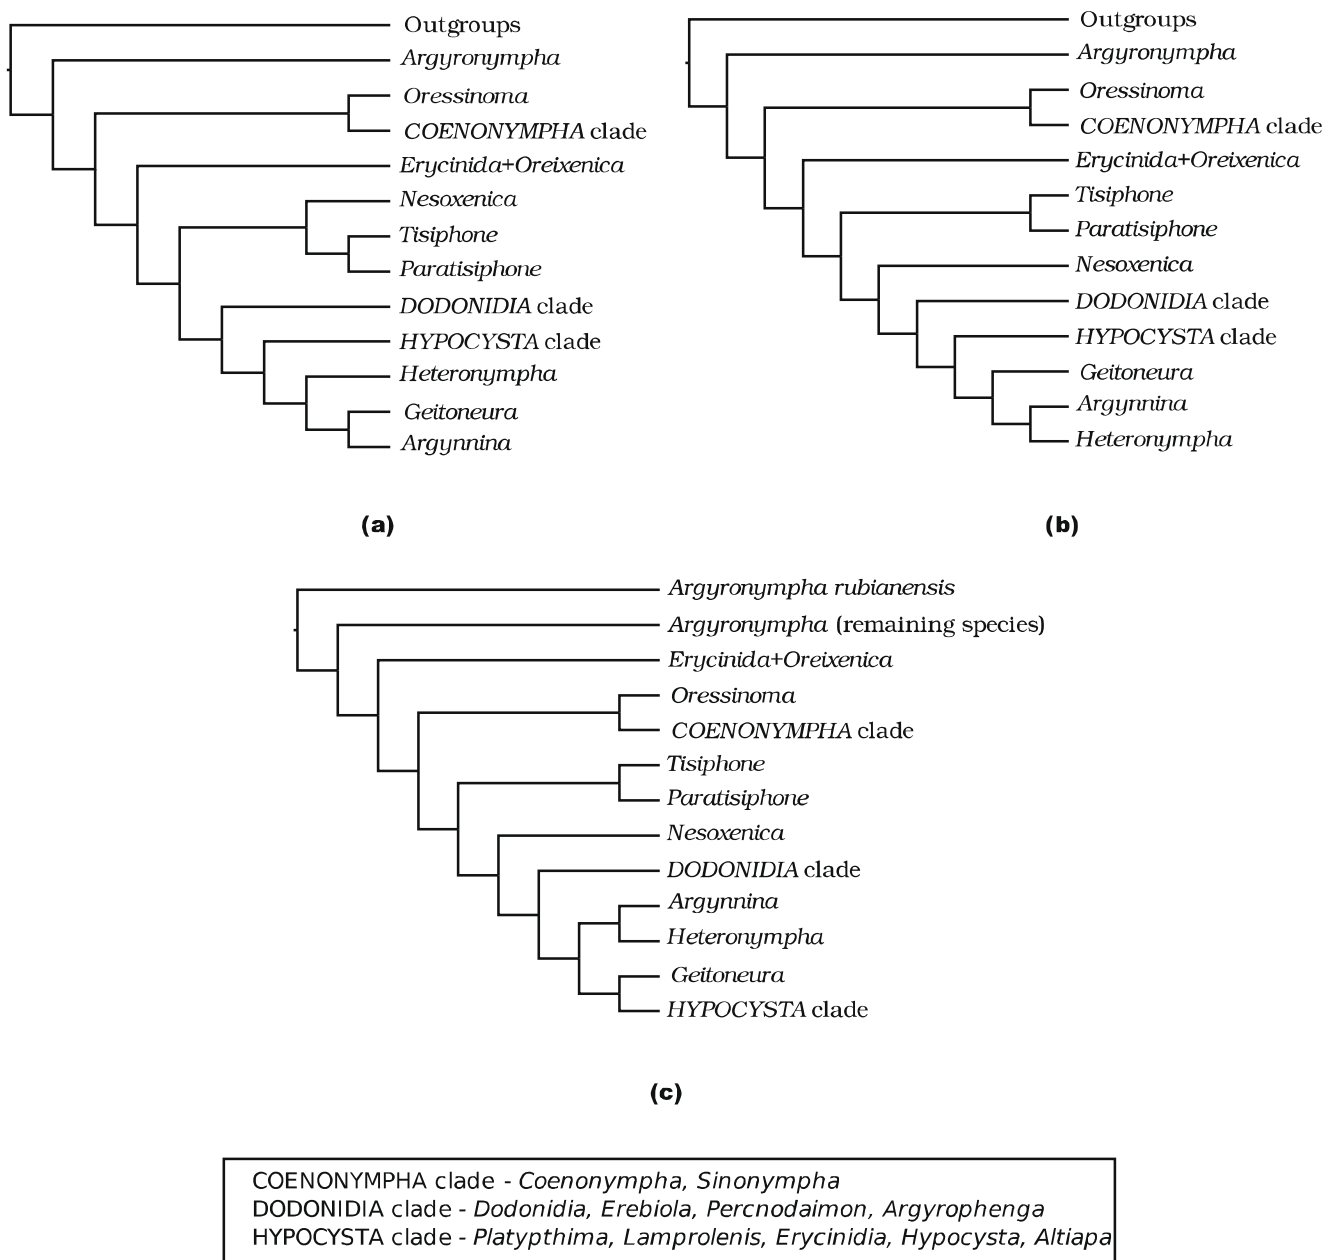 Outgroups
Argyronympha
Oressinoma
COENONYMPHA clade
Erycinida+Oreixenica
Nesoxenica
Tisiphone
Paratisiphone
DODONIDIA clade
HYPOCYSTA clade
Heteronympha
Geitoneura
Argynnina
(a)
Outgroups
Argyronympha
Oressinoma
COENONYMPHA clade
Erycinida+Oreixenica
Tisiphone
Paratisiphone
Nesoxenica
DODONIDIA clade
HYPOCYSTA clade
Geitoneura
Argynnina
Heteronympha
(b)
Argyronympha rubianensis
Argyronympha (remaining species)
Erycinida+Oreixenica
Oressinoma
COENONYMPHA clade
Tisiphone
Paratisiphone
Nesoxenica
DODONIDIA clade
Argynnina
Heteronympha
Geitoneura
HYPOCYSTA clade
(c)
COENONYMPHA clade - Coenonympha, Sinonympha
DODONIDIA clade - Dodonidia, Erebiola, Percnodaimon, Argyrophenga
HYPOCYSTA clade - Platypthima, Lamprolenis, Erycinidia, Hypocysta, Altiapa